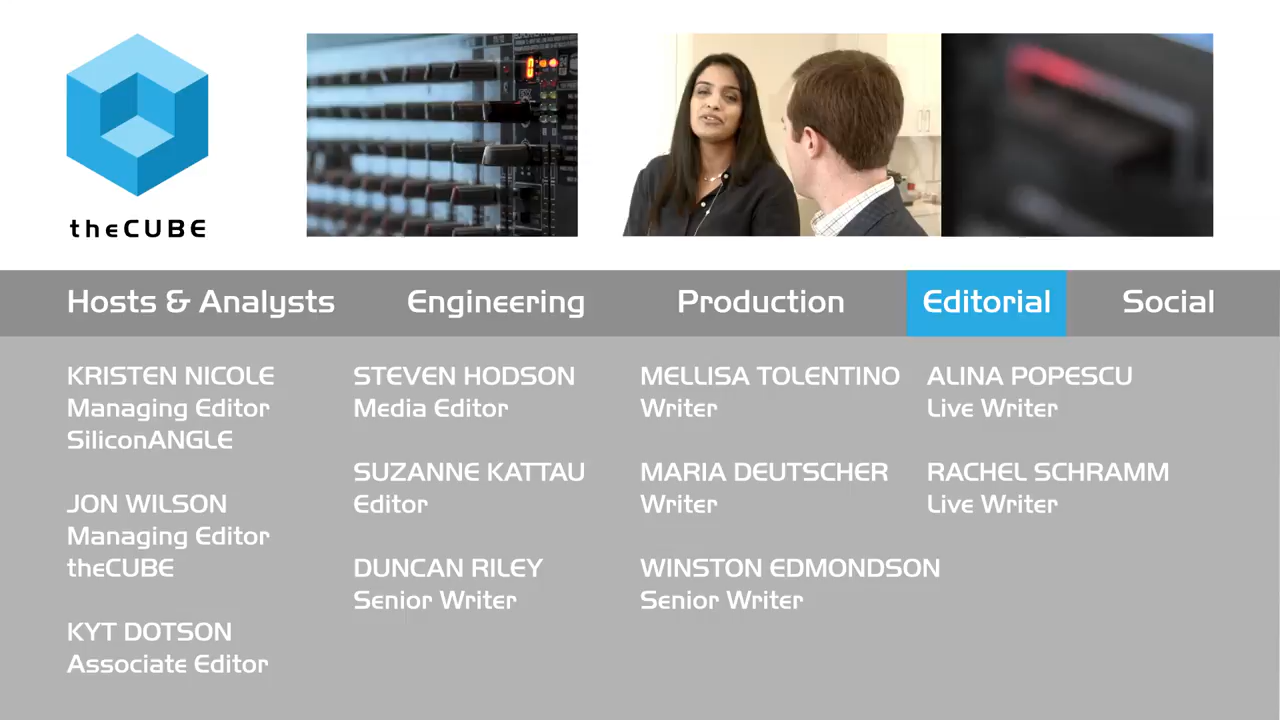 theCUBE
Hosts & Analysts
Engineering
Production
Editorial
Social
KRISTEN NICOLE
Managing Editor
SiliconANGLE
JON WILSON
Managing Editor
theCUBE
KYT DOTSON
Associate Editor
STEVEN HODSON
Media Editor
SUZANNE KATTAU
Editor
DUNCAN RILEY
Senior Writer
MELLISA TOLENTINO
Writer
MARIA DEUTSCHER
Writer
WINSTON EDMONDSON
Senior Writer
ALINA POPESCU
Live Writer
RACHEL SCHRAMM
Live Writer